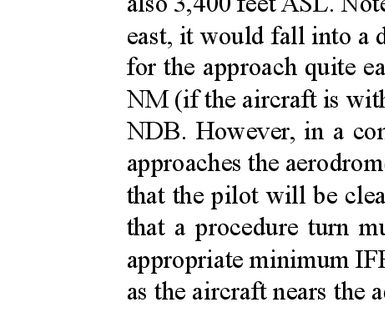 also 3,400 feet ASL. Note
east, it would fall into a d
for the approach quite ea
NM (if the aircraft is with
NDB. However, in a con
approaches the aerodrome
that the pilot will be clea
that a procedure turn mu
appropriate minimum IFR
as the aircraft nears the a